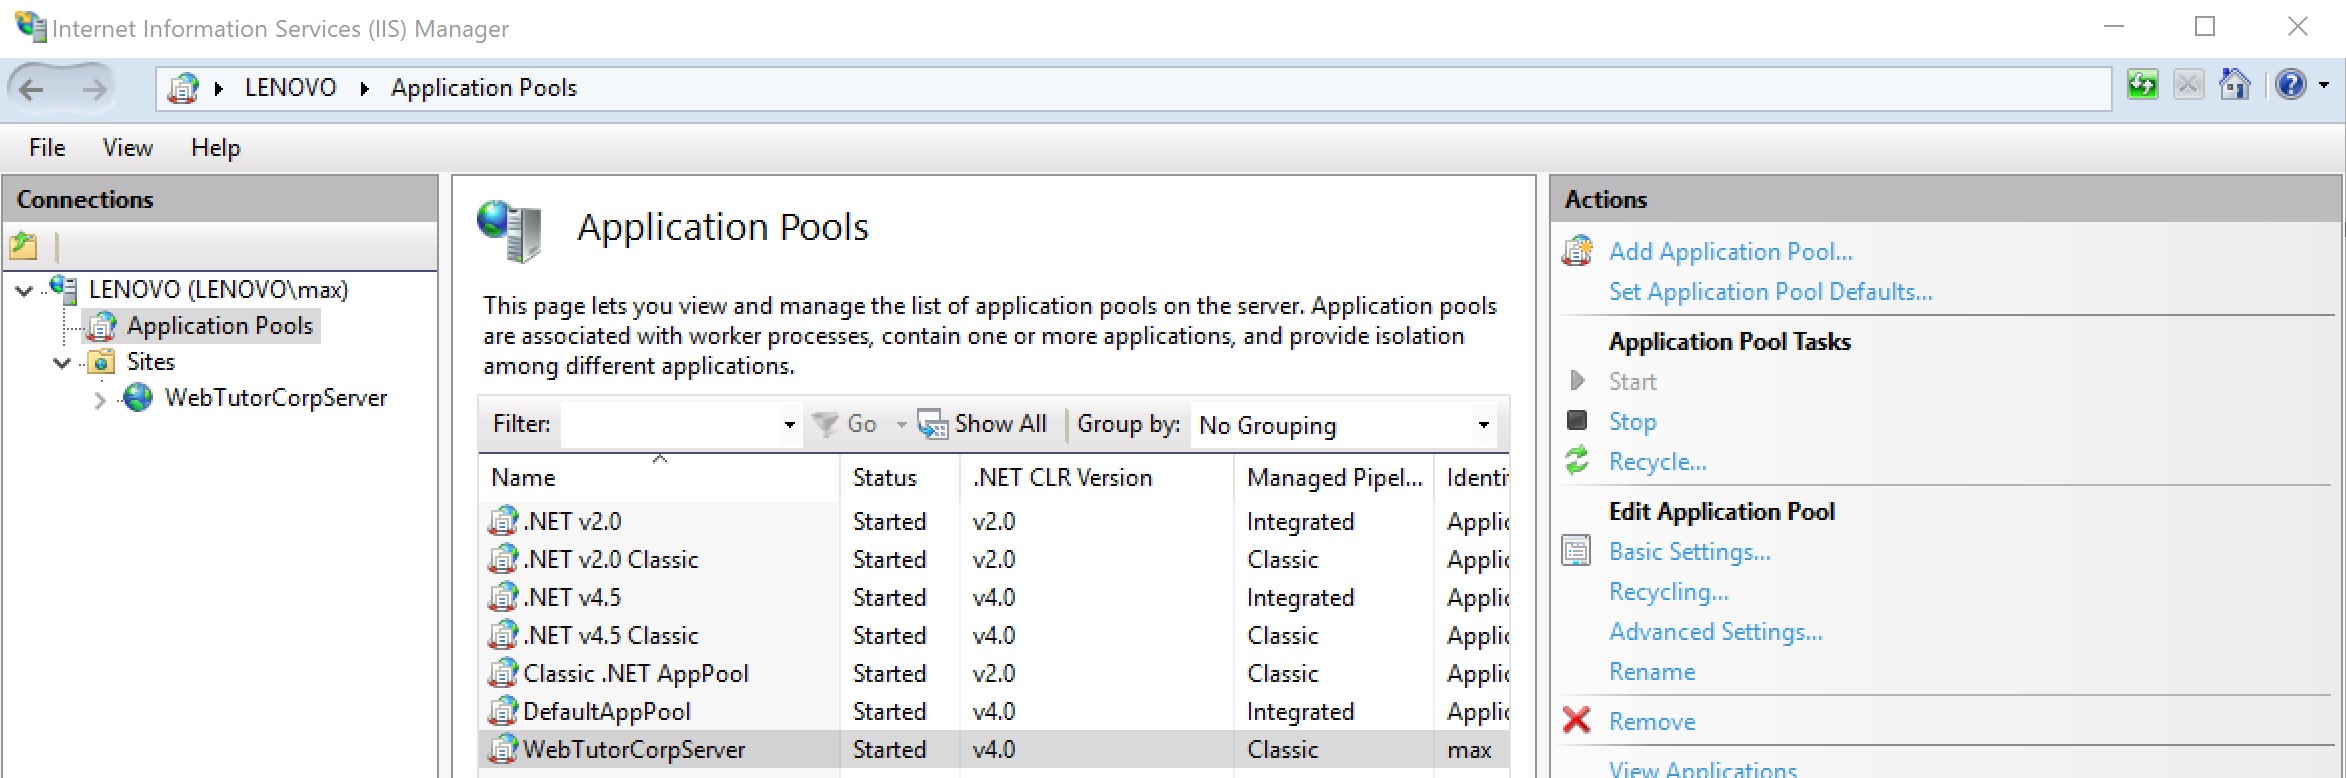 Internet Information Services (IIS) Manager
LENOVO Application Pools
File View Help
Connections
LENOVO (LENOVO\max)
Application Pools
Sites
WebTutorCorpServer
Application Pools
This page lets you view and manage the list of application pools on the server. Application pools
are associated with worker processes, contain one or more applications, and provide isolation
among different applications.
Filter: Go Show All Group by: No Grouping
Name Status .NET CLR Version Managed Pipel... Identi
.NET v2.0 Started v2.0 Integrated Applic
.NET v2.0 Classic Started v2.0 Classic Applic
.NET v4.5 Started v4.0 Integrated Applic
.NET v4.5 Classic Started v4.0 Classic Applic
Classic .NET AppPool Started v2.0 Classic Applic
DefaultAppPool Started v4.0 Integrated Applic
WebTutorCorpServer Started v4.0 Classic max
Actions
Add Application Pool...
Set Application Pool Defaults...
Application Pool Tasks
Start
Stop
Recycle...
Edit Application Pool
Basic Settings...
Recycling...
Advanced Settings...
Rename
Remove
View Applications